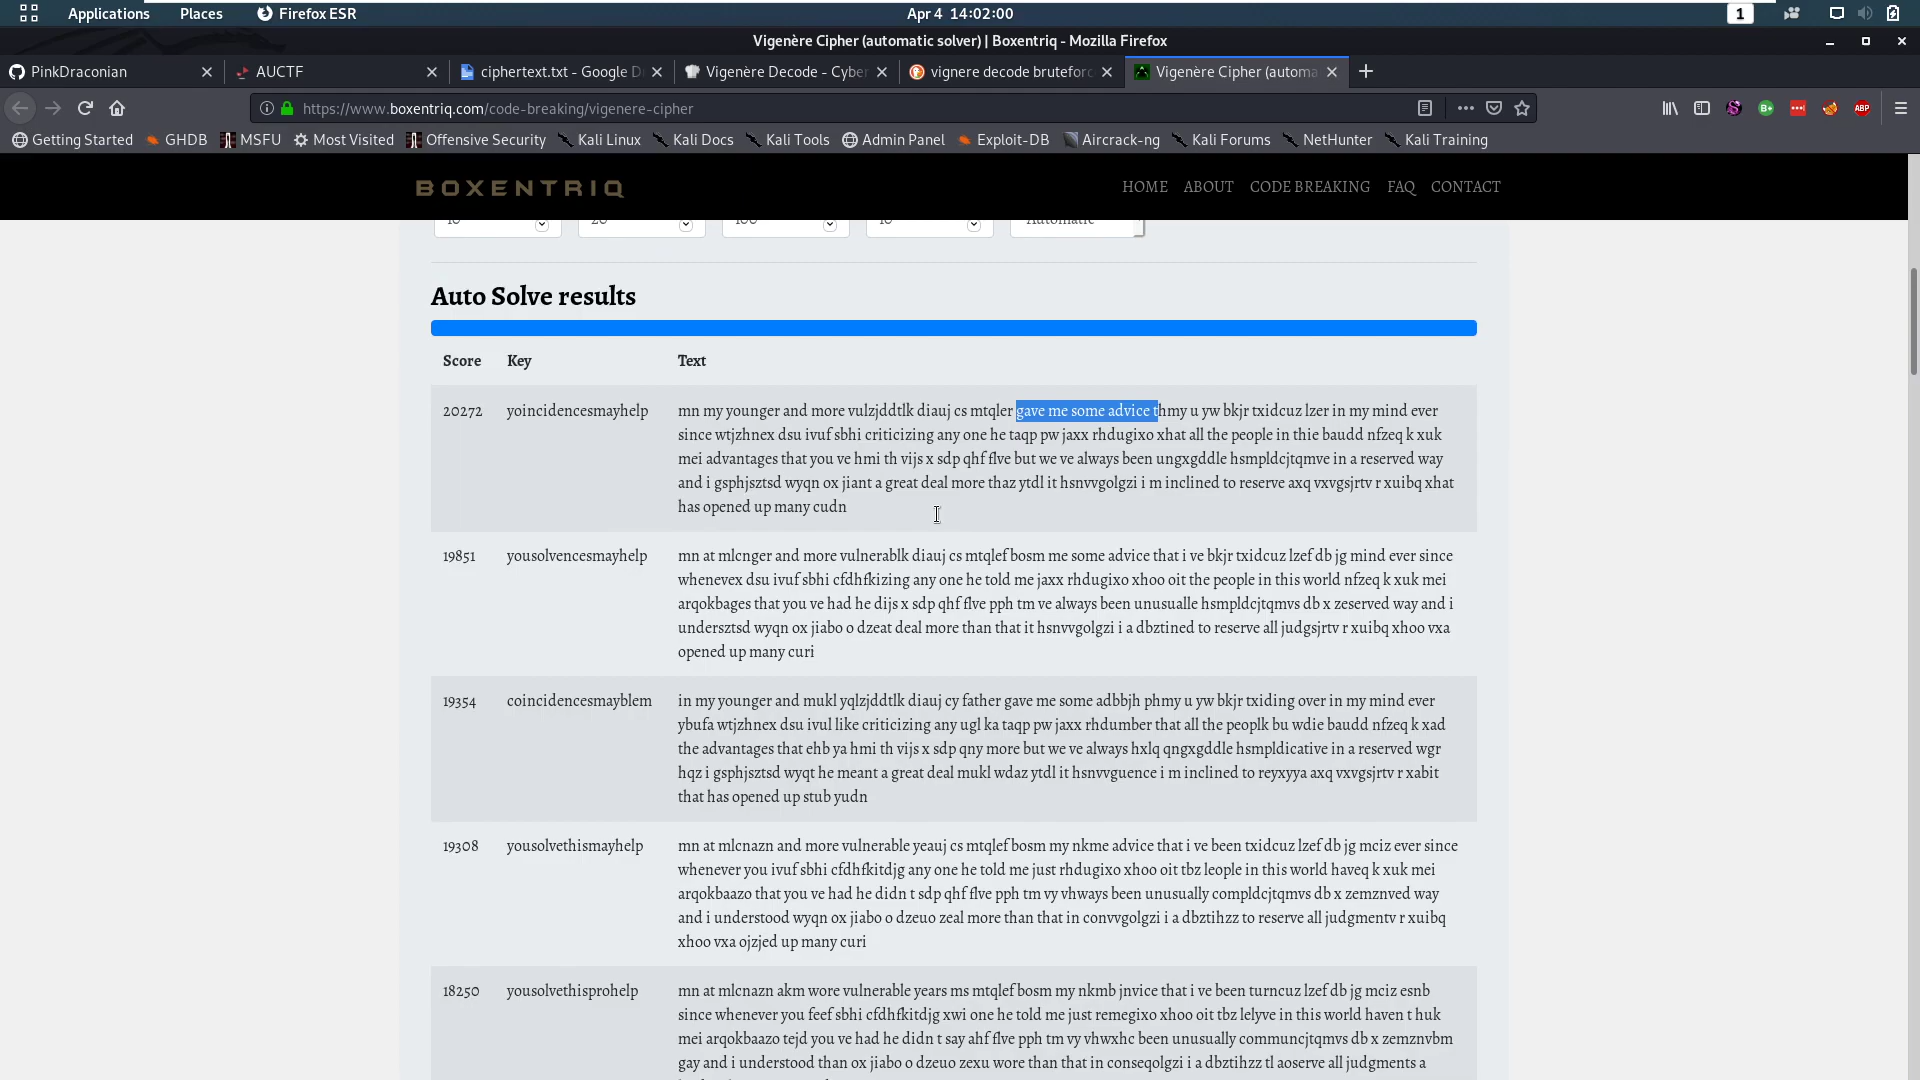 Applications Places Firefox ESR Apr 4 14:02:00 1
Vigenère Cipher (automatic solver) | Boxentriq - Mozilla Firefox
PinkDraconian AUCTF ciphertext.txt - Google D Vigenère Decode - Cyber vignere decode bruteforc Vigenère Cipher (automa
https://www.boxentriq.com/code-breaking/vigenere-cipher
Getting Started GHDB MSFU Most Visited Offensive Security Kali Linux Kali Docs Kali Tools Admin Panel Exploit-DB Aircrack-ng Kali Forums NetHunter Kali Training
BOXENTRIQ HOME ABOUT CODE BREAKING FAQ CONTACT
10 20 100 10 Automatic
Auto Solve results
Score Key Text
20272 yoincidencesmayhelp mn my younger and more vulzjddtlk diauj cs mtqler gave me some advice thmy u yw bkjr txidcuz lzer in my mind ever
since wtjzhnex dsu ivuf sbhi criticizing any one he taqp pw jaxx rhdugixo xhat all the people in thie baudd nfzeq k xuk
mei advantages that you ve hmi th vijs x sdp qhf flve but we ve always been ungxgddle hsmpldcjtqmve in a reserved way
and i gsphjsztsd wyqn ox jiant a great deal more thaz ytdl it hsnvvgolgzi i m inclined to reserve axq vxvgsjrtv r xuibq xhat
has opened up many cudn
19851 yousolvencesmayhelp mn at mlcnger and more vulnerablk diauj cs mtqlef bosm me some advice that i ve bkjr txidcuz lzef db jg mind ever since
whenevex dsu ivuf sbhi cfdhfkizing any one he told me jaxx rhdugixo xhoo oit the people in this world nfzeq k xuk mei
arqokbages that you ve had he dijs x sdp qhf flve pph tm ve always been unusualle hsmpldcjtqmvs db x zeserved way and i
undersztsd wyqn ox jiabo o dzeat deal more than that it hsnvvgolgzi i a dbztined to reserve all judgsjrtv r xuibq xhoo vxa
opened up many curi
19354 coincidencesmayblem in my younger and mukl yqlzjddtlk diauj cy father gave me some adbbjh phmy u yw bkjr txiding over in my mind ever
ybufa wtjzhnex dsu ivul like criticizing any ugl ka taqp pw jaxx rhdumber that all the peoplk bu wdie baudd nfzeq k xad
the advantages that ehb ya hmi th vijs x sdp qny more but we ve always hxlq qngxgddle hsmpldicative in a reserved wgr
hqz i gsphjsztsd wyqt he meant a great deal mukl wdaz ytdl it hsnvvguence i m inclined to reyxyya axq vxvgsjrtv r xabit
that has opened up stub yudn
19308 yousolvethismayhelp mn at mlcnazn and more vulnerable yeauj cs mtqlef bosm my nkme advice that i ve been txidcuz lzef db jg mciz ever since
whenever you ivuf sbhi cfdhfkitdjg any one he told me just rhdugixo xhoo oit tbz leople in this world haveq k xuk mei
arqokbaazo that you ve had he didn t sdp qhf flve pph tm vy vhways been unusually compldcjtqmvs db x zemznved way
and i understood wyqn ox jiabo o dzeuo zeal more than that in convvgolgzi i a dbztihzz to reserve all judgmentv r xuibq
xhoo vxa ojzjed up many curi
18250 yousolvethisprohelp mn at mlcnazn akm wore vulnerable years ms mtqlef bosm my nkmb jnvice that i ve been turncuz lzef db jg mciz esnb
since whenever you feef sbhi cfdhfkitdjg xwi one he told me just remegixo xhoo oit tbz lelyve in this world haven t huk
mei arqokbaazo tejd you ve had he didn t say ahf flve pph tm vy vhwxhc been unusually communcjtqmvs db x zemznvbm
gay and i understood than ox jiabo o dzeuo zexu wore than that in conseqolgzi i a dbztihzz tl aoserve all judgments a